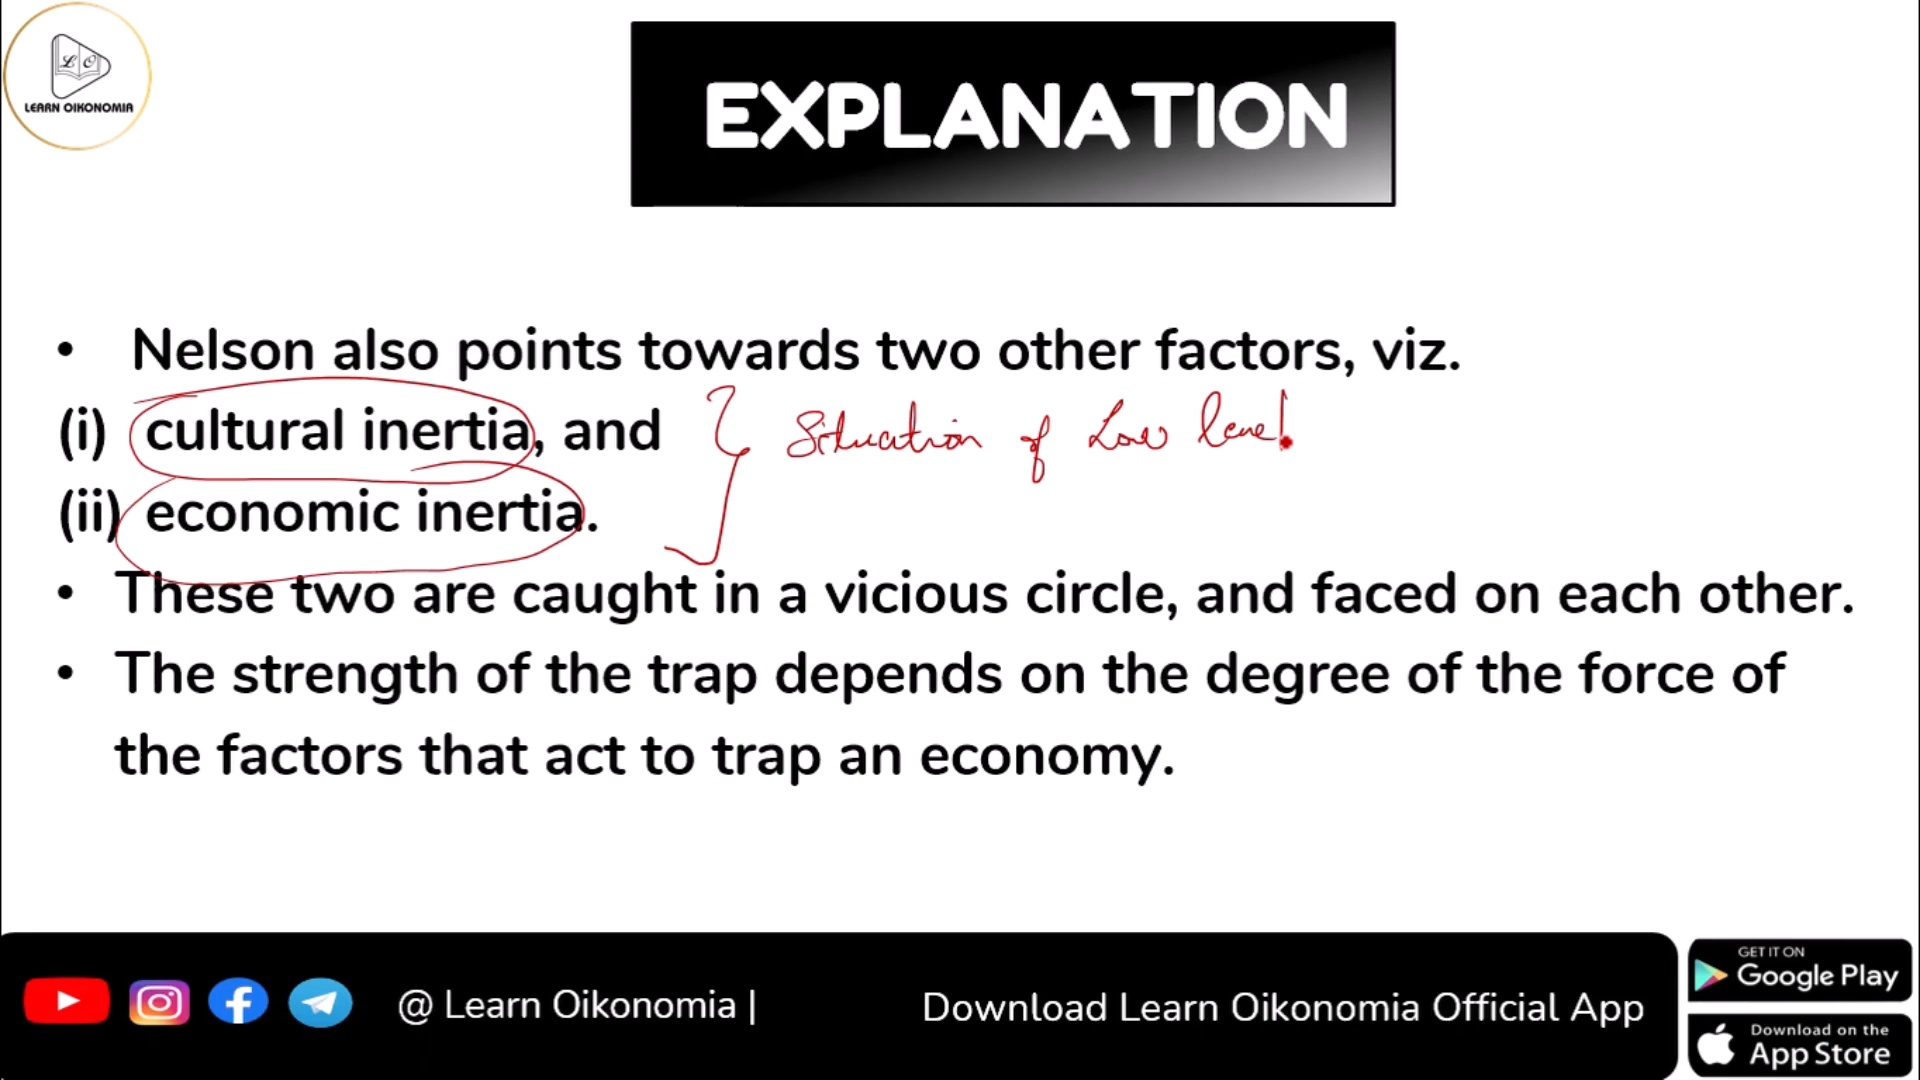 L O
LEARN OIKONOMIA
EXPLANATION
• Nelson also points towards two other factors, viz.
(i) cultural inertia, and
Situation of Low level
(ii) economic inertia.
• These two are caught in a vicious circle, and faced on each other.
• The strength of the trap depends on the degree of the force of
the factors that act to trap an economy.
@ Learn Oikonomia |
Download Learn Oikonomia Official App
GET IT ON
Google Play
Download on the
App Store